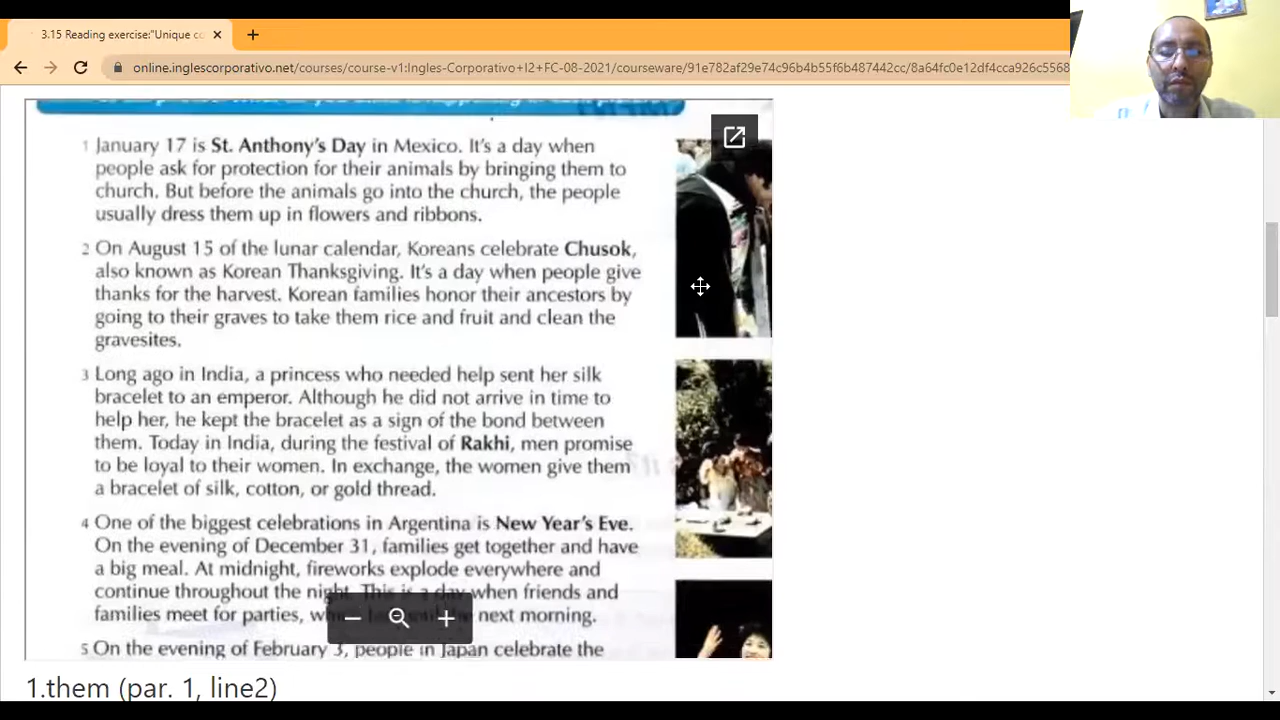 3.15 Reading exercise:"Unique c
online.inglescorporativo.net/courses/course-v1:Ingles-Corporativo+I2+FC-08-2021/courseware/91e782af29e74c96b4b55f6b487442cc/8a64fc0e12df4cca926c5568
1 January 17 is St. Anthony's Day in Mexico. It's a day when
people ask for protection for their animals by bringing them to
church. But before the animals go into the church, the people
usually dress them up in flowers and ribbons.
2 On August 15 of the lunar calendar, Koreans celebrate Chusok,
also known as Korean Thanksgiving. It's a day when people give
thanks for the harvest. Korean families honor their ancestors by
going to their graves to take them rice and fruit and clean the
gravesites.
3 Long ago in India, a princess who needed help sent her silk
bracelet to an emperor. Although he did not arrive in time to
help her, he kept the bracelet as a sign of the bond between
them. Today in India, during the festival of Rakhi, men promise
to be loyal to their women. In exchange, the women give them
a bracelet of silk, cotton, or gold thread.
4 One of the biggest celebrations in Argentina is New Year's Eve.
On the evening of December 31, families get together and have
a big meal. At midnight, fireworks explode everywhere and
continue throughout the night. This is a day when friends and
families meet for parties, next morning.
5 On the evening of February 3, people in Japan celebrate the
1.them (par. 1, line2)